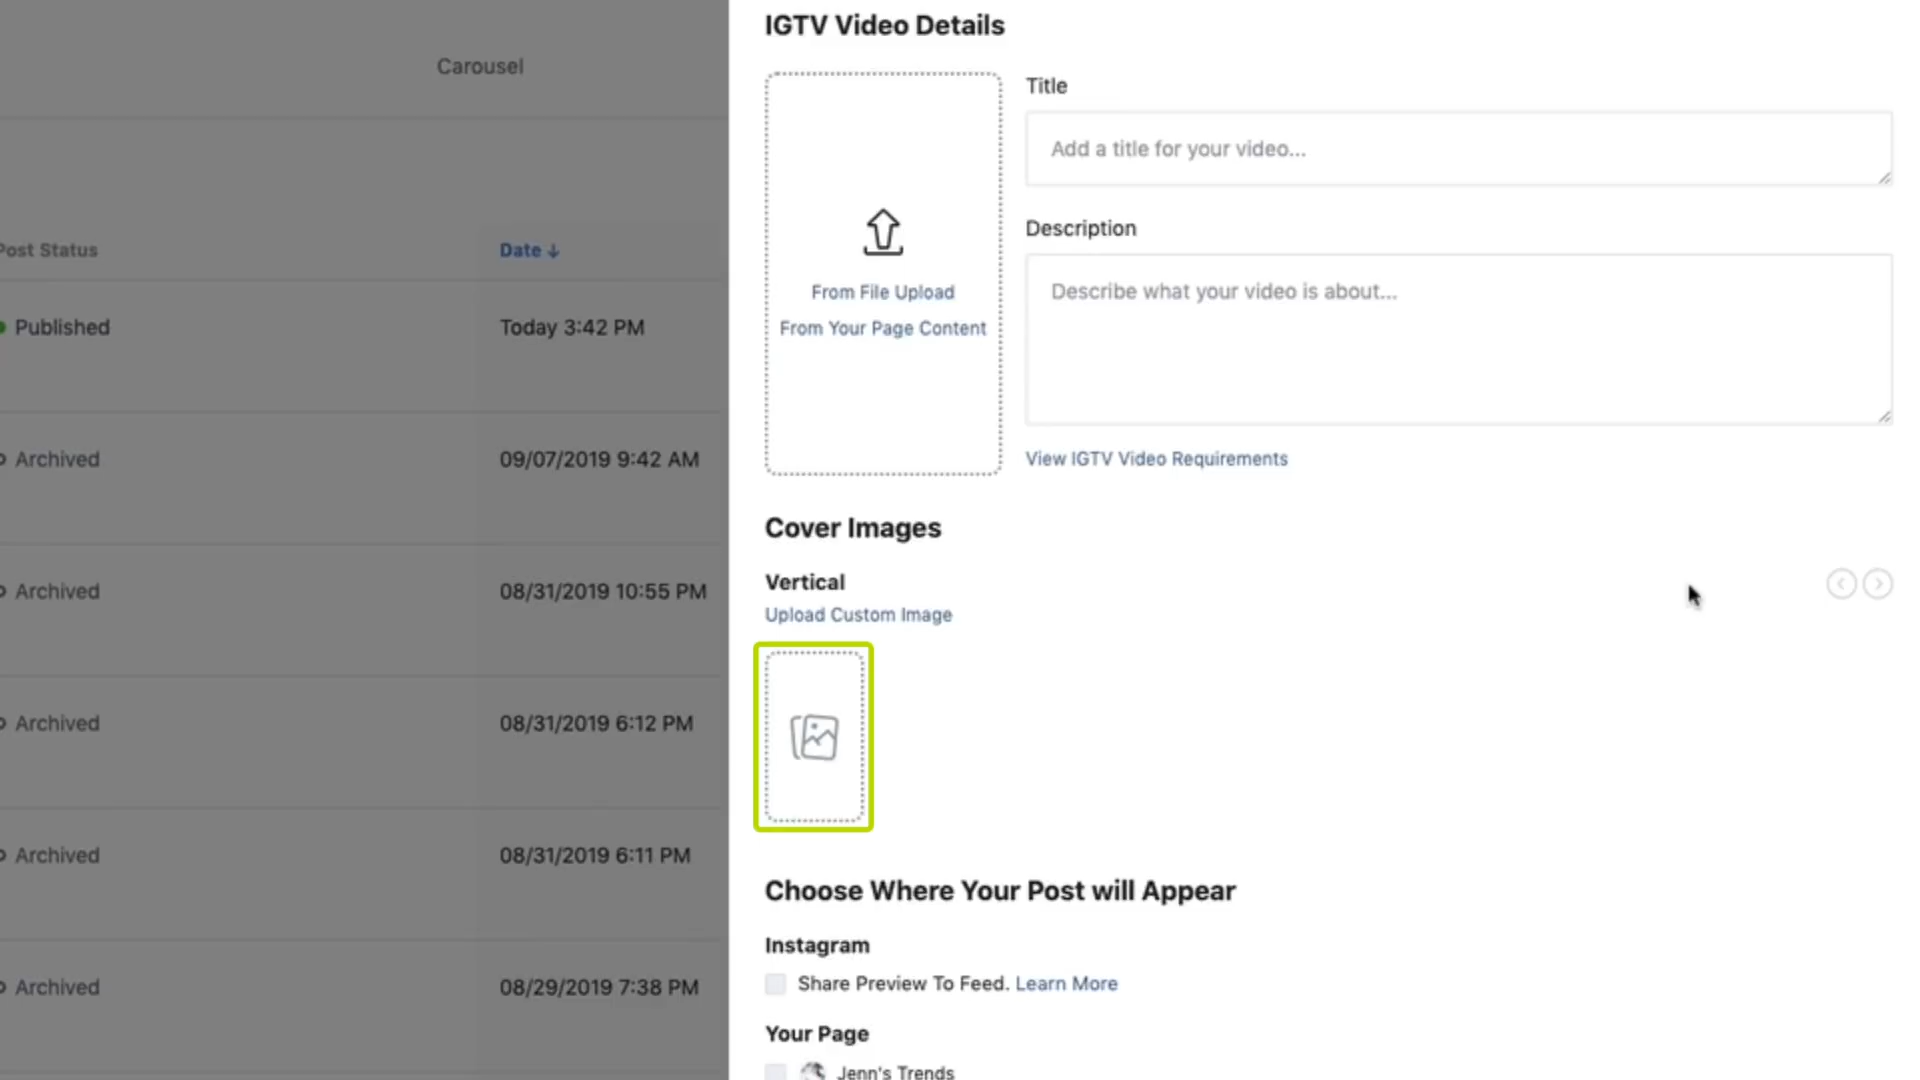 Carousel
Post Status
Date ↓
Published
Today 3:42 PM
Archived
09/07/2019 9:42 AM
Archived
08/31/2019 10:55 PM
Archived
08/31/2019 6:12 PM
Archived
08/31/2019 6:11 PM
Archived
08/29/2019 7:38 PM
IGTV Video Details
From File Upload
From Your Page Content
Title
Add a title for your video...
Description
Describe what your video is about...
View IGTV Video Requirements
Cover Images
Vertical
Upload Custom Image
Choose Where Your Post will Appear
Instagram
Share Preview To Feed. Learn More
Your Page
Jenn's Trends